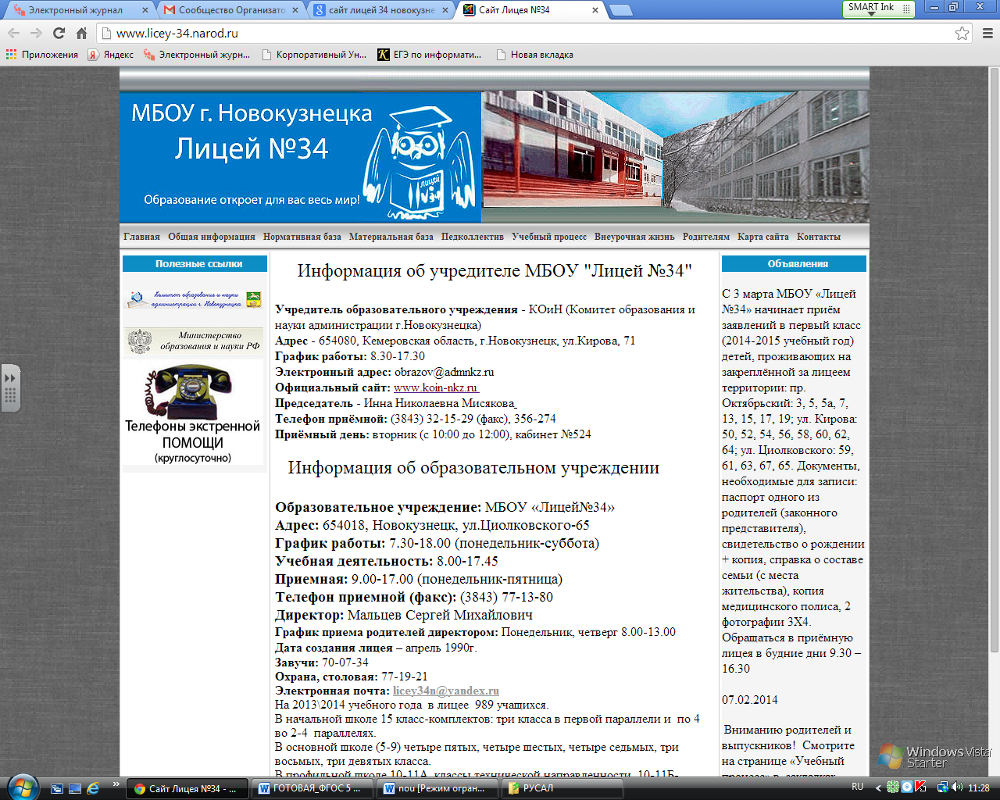 Электронный журнал
Сообщество Организато
сайт лицей 34 новокузне
Сайт Лицея №34
SMART Ink
www.licey-34.narod.ru
Приложения
Яндекс
Электронный журн...
Корпоративный Ун...
ЕГЭ по информати...
Новая вкладка
МБОУ г. Новокузнецка
Лицей №34
Образование откроет для вас весь мир!
ЛИЦЕЙ
№34
Главная Общая информация Нормативная база Материальная база Педколлектив Учебный процесс Внеурочная жизнь Родителям Карта сайта Контакты
Полезные ссылки
Комитет образования и науки
администрации г. Новокузнецка
Министерство
образования и науки РФ
Телефоны экстренной
ПОМОЩИ
(круглосуточно)
Информация об учредителе МБОУ "Лицей №34"
Учредитель образовательного учреждения - КОиН (Комитет образования и
науки администрации г.Новокузнецка)
Адрес - 654080, Кемеровская область, г.Новокузнецк, ул.Кирова, 71
График работы: 8.30-17.30
Электронный адрес: obrazov@admnkz.ru
Официальный сайт: www.koin-nkz.ru
Председатель - Инна Николаевна Мисякова
Телефон приёмной: (3843) 32-15-29 (факс), 356-274
Приёмный день: вторник (с 10:00 до 12:00), кабинет №524
Информация об образовательном учреждении
Образовательное учреждение: МБОУ «Лицей№34»
Адрес: 654018, Новокузнецк, ул.Циолковского-65
График работы: 7.30-18.00 (понедельник-суббота)
Учебная деятельность: 8.00-17.45
Приемная: 9.00-17.00 (понедельник-пятница)
Телефон приемной (факс): (3843) 77-13-80
Директор: Мальцев Сергей Михайлович
График приема родителей директором: Понедельник, четверг 8.00-13.00
Дата создания лицея – апрель 1990г.
Завучи: 70-07-34
Охрана, столовая: 77-19-21
Электронная почта: licey34n@yandex.ru
На 2013\2014 учебного года в лицее 989 учащихся.
В начальной школе 15 класс-комплектов: три класса в первой параллели и по 4
во 2-4 параллелях.
В основной школе (5-9) четыре пятых, четыре шестых, четыре седьмых, три
восьмых, три девятых класса.
В профильной школе 10-11А классы технической направленности, 10-11Б-
Объявления
С 3 марта МБОУ «Лицей
№34» начинает приём
заявлений в первый класс
(2014-2015 учебный год)
детей, проживающих на
закреплённой за лицеем
территории: пр.
Октябрьский: 3, 5, 5а, 7,
13, 15, 17, 19; ул. Кирова:
50, 52, 54, 56, 58, 60, 62,
64; ул. Циолковского: 59,
61, 63, 67, 65. Документы,
необходимые для записи:
паспорт одного из
родителей (законного
представителя),
свидетельство о рождении
+ копия, справка о составе
семьи (с места
жительства), копия
медицинского полиса, 2
фотографии 3Х4.
Обращаться в приёмную
лицея в будние дни 9.30 –
16.30
07.02.2014
Вниманию родителей и
выпускников! Смотрите
на странице «Учебный
процесс» в закладках
Windows Vista
Starter
Сайт Лицея №34 - ...
ГОТОВАЯ_ФГОС 5 ...
nou [Режим огран...
РУСАЛ
RU
11:28